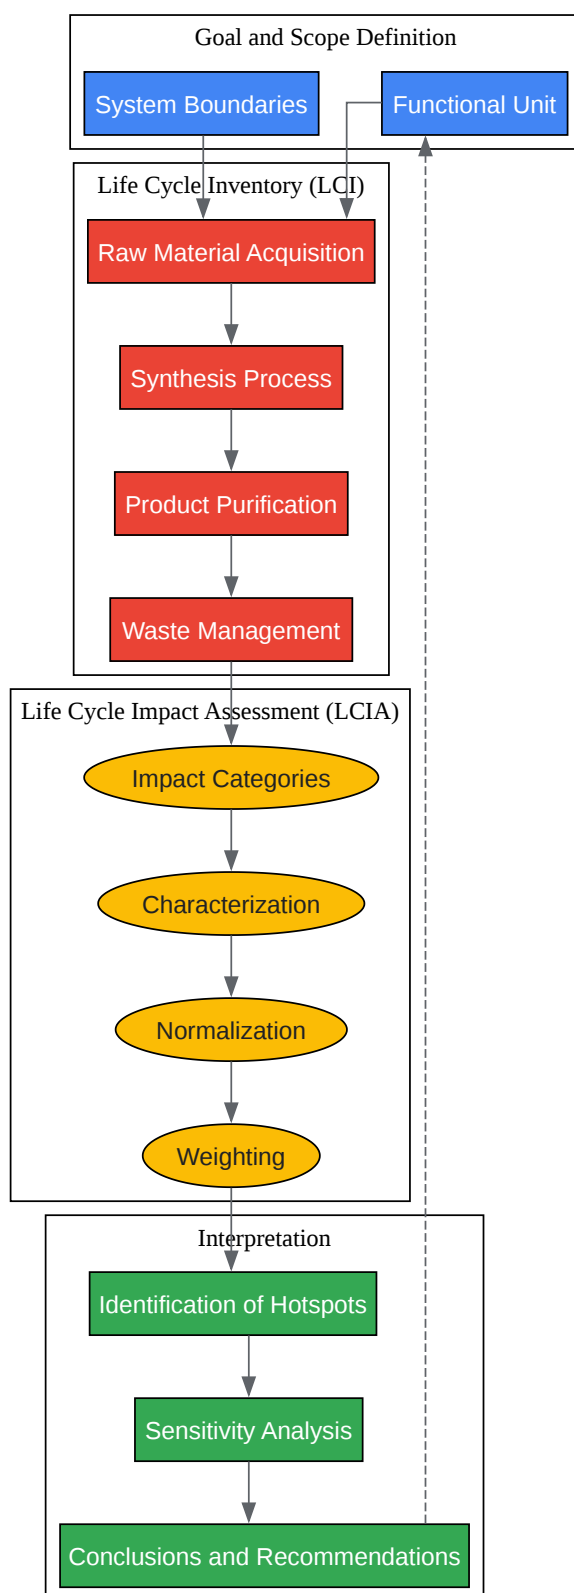 Goal and Scope Definition
System Boundaries
Functional Unit
Life Cycle Inventory (LCI)
Raw Material Acquisition
Synthesis Process
Product Purification
Waste Management
Life Cycle Impact Assessment (LCIA)
Impact Categories
Characterization
Normalization
Weighting
Interpretation
Identification of Hotspots
Sensitivity Analysis
Conclusions and Recommendations